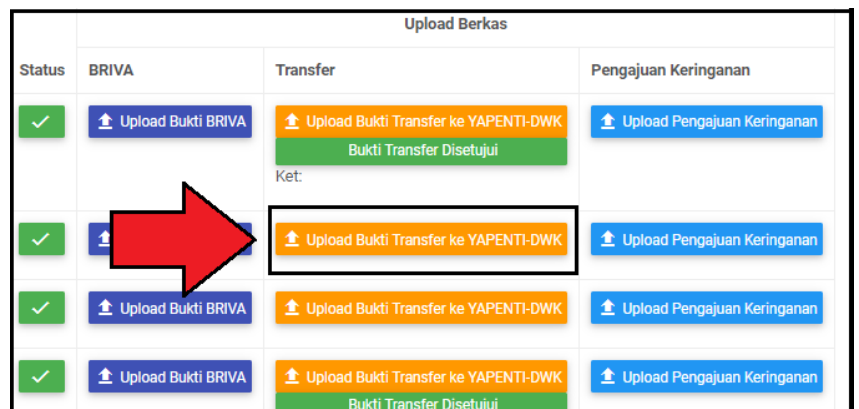 Upload Berkas
Status BRIVA Transfer Pengajuan Keringanan
Upload Bukti BRIVA Upload Bukti Transfer ke YAPENTI-DWK Upload Pengajuan Keringanan
Bukti Transfer Disetujui
Ket:
Upload Bukti Transfer ke YAPENTI-DWK Upload Pengajuan Keringanan
Upload Bukti BRIVA Upload Bukti Transfer ke YAPENTI-DWK Upload Pengajuan Keringanan
Upload Bukti BRIVA Upload Bukti Transfer ke YAPENTI-DWK Upload Pengajuan Keringanan
Bukti Transfer Disetujui